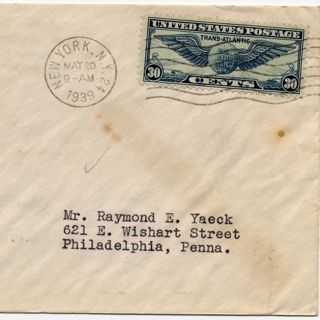 UNITED STATES POSTAGE
TRANS-ATLANTIC
30 CENTS 30
NEW YORK, N.Y. 24
MAY 20
9-AM
1939
Mr. Raymond E. Yaeck
621 E. Wishart Street
Philadelphia, Penna.